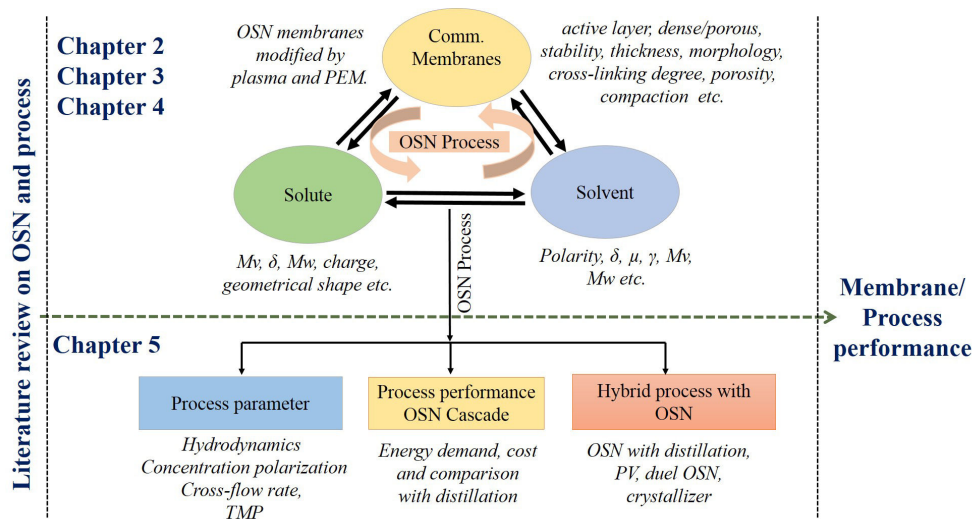 Literature review on OSN and process
Chapter 2
Chapter 3
Chapter 4
OSN membranes
modified by
plasma and PEM.
Comm.
Membranes
active layer, dense/porous,
stability, thickness, morphology,
cross-linking degree, porosity,
compaction etc.
OSN Process
Solute
Solvent
Mv, δ, Mw, charge,
geometrical shape etc.
OSN Process
Polarity, δ, μ, γ, Mv,
Mw etc.
Membrane/
Process
performance
Chapter 5
Process parameter
Process performance
OSN Cascade
Hybrid process with
OSN
Hydrodynamics
Concentration polarization
Cross-flow rate,
TMP
Energy demand, cost
and comparison
with distillation
OSN with distillation,
PV, duel OSN,
crystallizer